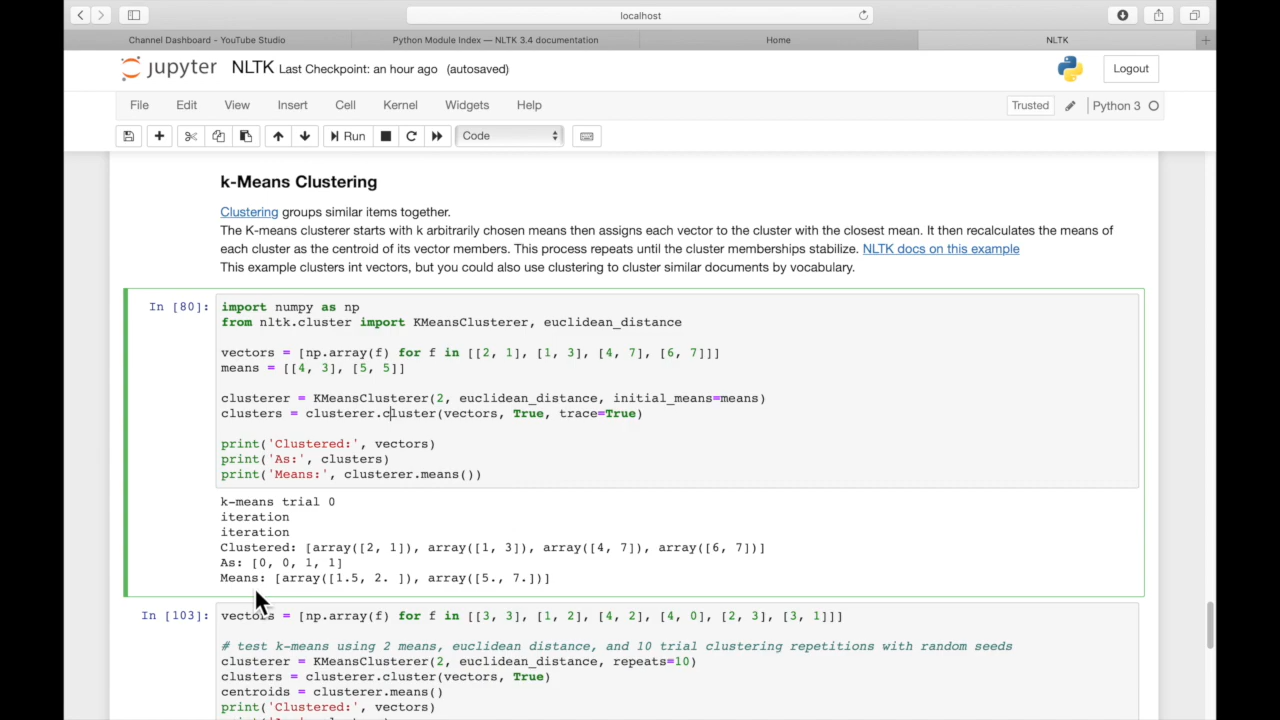 localhost
Channel Dashboard - YouTube Studio
Python Module Index — NLTK 3.4 documentation
Home
NLTK
jupyter NLTK Last Checkpoint: an hour ago (autosaved)
Logout
File Edit View Insert Cell Kernel Widgets Help
Trusted
Python 3
Run
Code
k-Means Clustering
Clustering groups similar items together.
The K-means clusterer starts with k arbitrarily chosen means then assigns each vector to the cluster with the closest mean. It then recalculates the means of
each cluster as the centroid of its vector members. This process repeats until the cluster memberships stabilize. NLTK docs on this example
This example clusters int vectors, but you could also use clustering to cluster similar documents by vocabulary.
In [80]: import numpy as np
from nltk.cluster import KMeansClusterer, euclidean_distance
vectors = [np.array(f) for f in [[2, 1], [1, 3], [4, 7], [6, 7]]]
means = [[4, 3], [5, 5]]
clusterer = KMeansClusterer(2, euclidean_distance, initial_means=means)
clusters = clusterer.cluster(vectors, True, trace=True)
print('Clustered:', vectors)
print('As:', clusters)
print('Means:', clusterer.means())
k-means trial 0
iteration
iteration
Clustered: [array([2, 1]), array([1, 3]), array([4, 7]), array([6, 7])]
As: [0, 0, 1, 1]
Means: [array([1.5, 2. ]), array([5., 7.])]
In [103]: vectors = [np.array(f) for f in [[3, 3], [1, 2], [4, 2], [4, 0], [2, 3], [3, 1]]]
# test k-means using 2 means, euclidean distance, and 10 trial clustering repetitions with random seeds
clusterer = KMeansClusterer(2, euclidean_distance, repeats=10)
clusters = clusterer.cluster(vectors, True)
centroids = clusterer.means()
print('Clustered:', vectors)